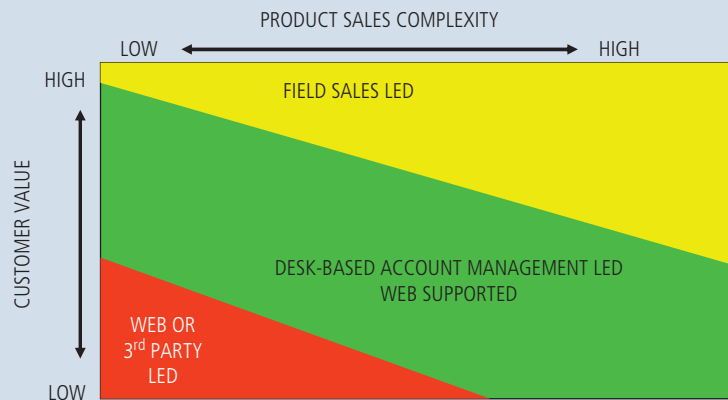 PRODUCT SALES COMPLEXITY
LOW
HIGH
HIGH
FIELD SALES LED
CUSTOMER VALUE
DESK-BASED ACCOUNT MANAGEMENT LED
WEB SUPPORTED
WEB OR
3rd PARTY
LED
LOW